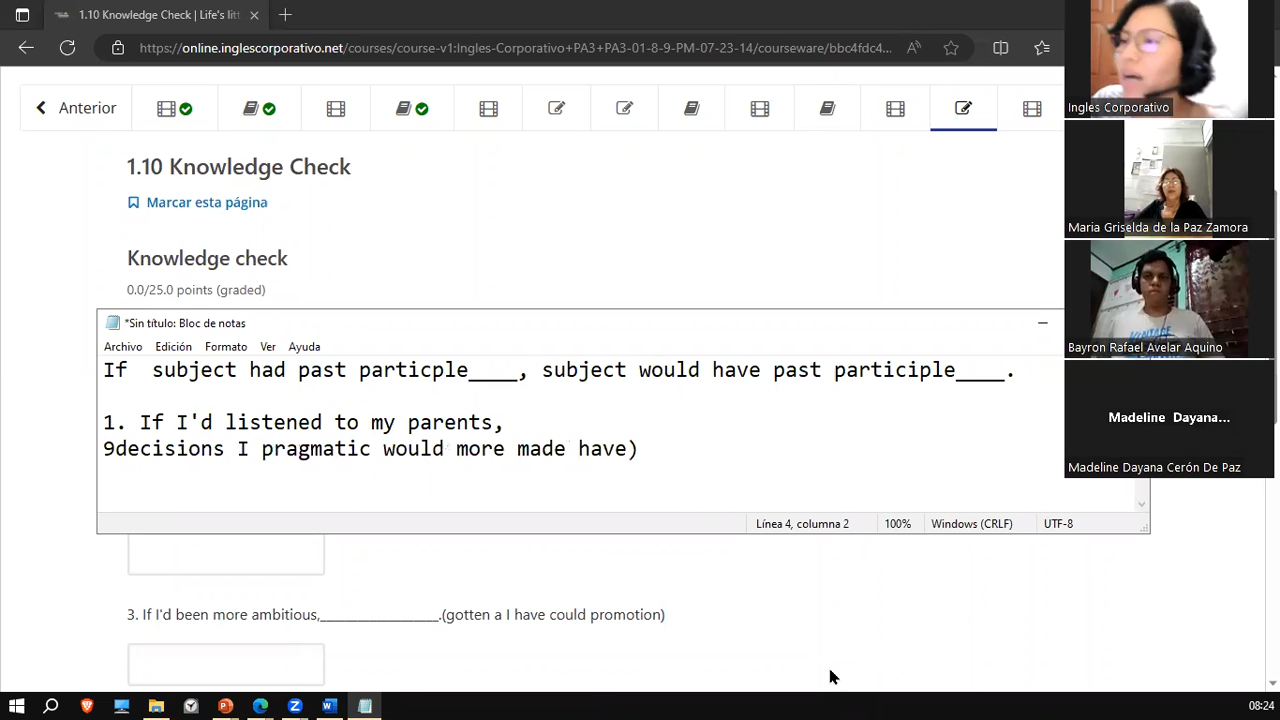 1.10 Knowledge Check | Life's litt
https://online.inglescorporativo.net/courses/course-v1:Ingles-Corporativo+PA3+PA3-01-8-9-PM-07-23-14/courseware/bbc4fdc4...
Anterior
1.10 Knowledge Check
Marcar esta página
Knowledge check
0.0/25.0 points (graded)
*Sin título: Bloc de notas
Archivo Edición Formato Ver Ayuda
If subject had past particple____, subject would have past participle____.
1. If I'd listened to my parents,
9decisions I pragmatic would more made have)
Línea 4, columna 2 100% Windows (CRLF) UTF-8
3. If I'd been more ambitious,__________________.(gotten a I have could promotion)
Ingles Corporativo
Maria Griselda de la Paz Zamora
Bayron Rafael Avelar Aquino
Madeline Dayana...
Madeline Dayana Cerón De Paz
08:24